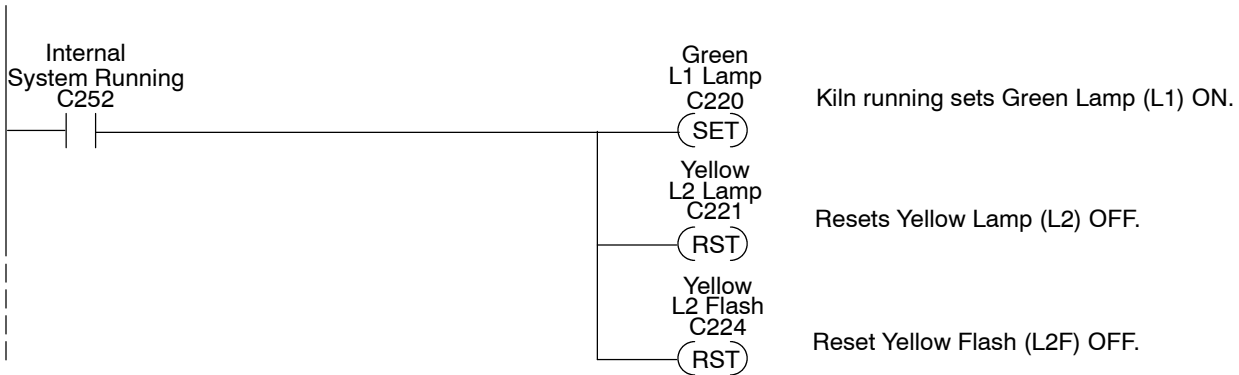 Internal
System Running
C252
Green
L1 Lamp
C220
SET
Kiln running sets Green Lamp (L1) ON.
Yellow
L2 Lamp
C221
RST
Resets Yellow Lamp (L2) OFF.
Yellow
L2 Flash
C224
RST
Reset Yellow Flash (L2F) OFF.